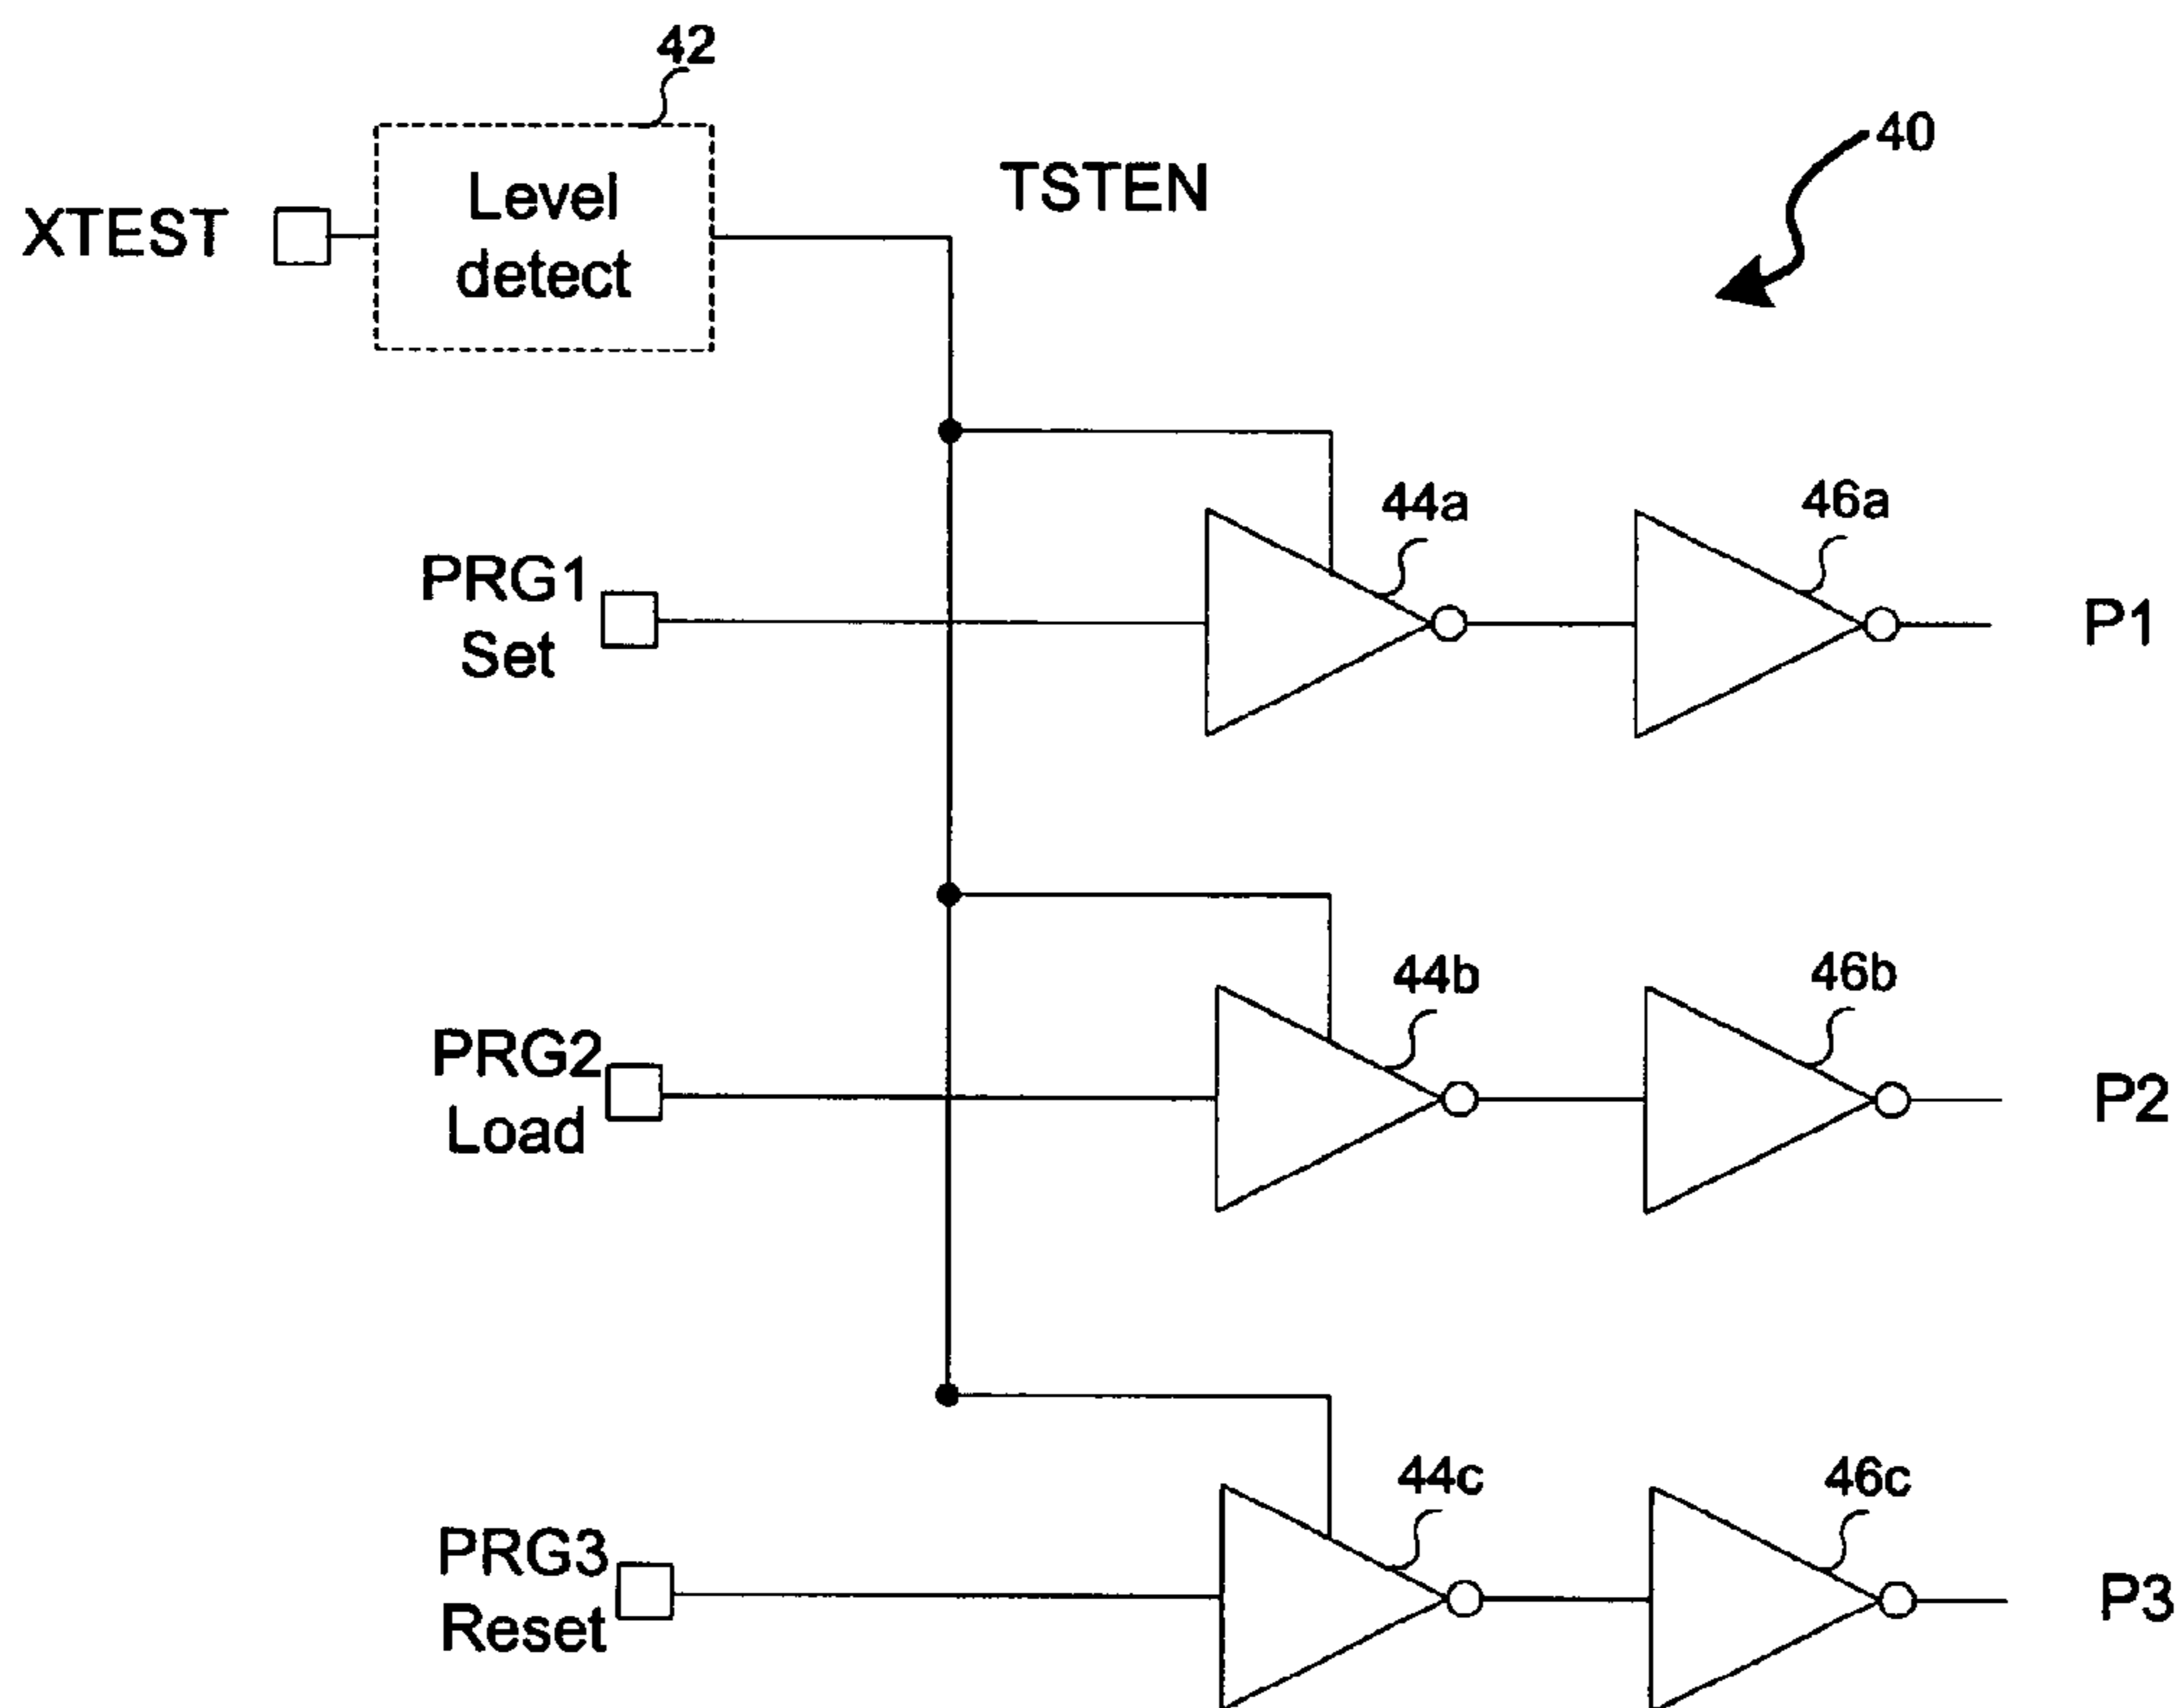 42
40
TSTEN
XTEST
Level
detect
44a
46a
PRG1
Set
P1
44b
46b
PRG2
Load
P2
44c
46c
PRG3
Reset
P3